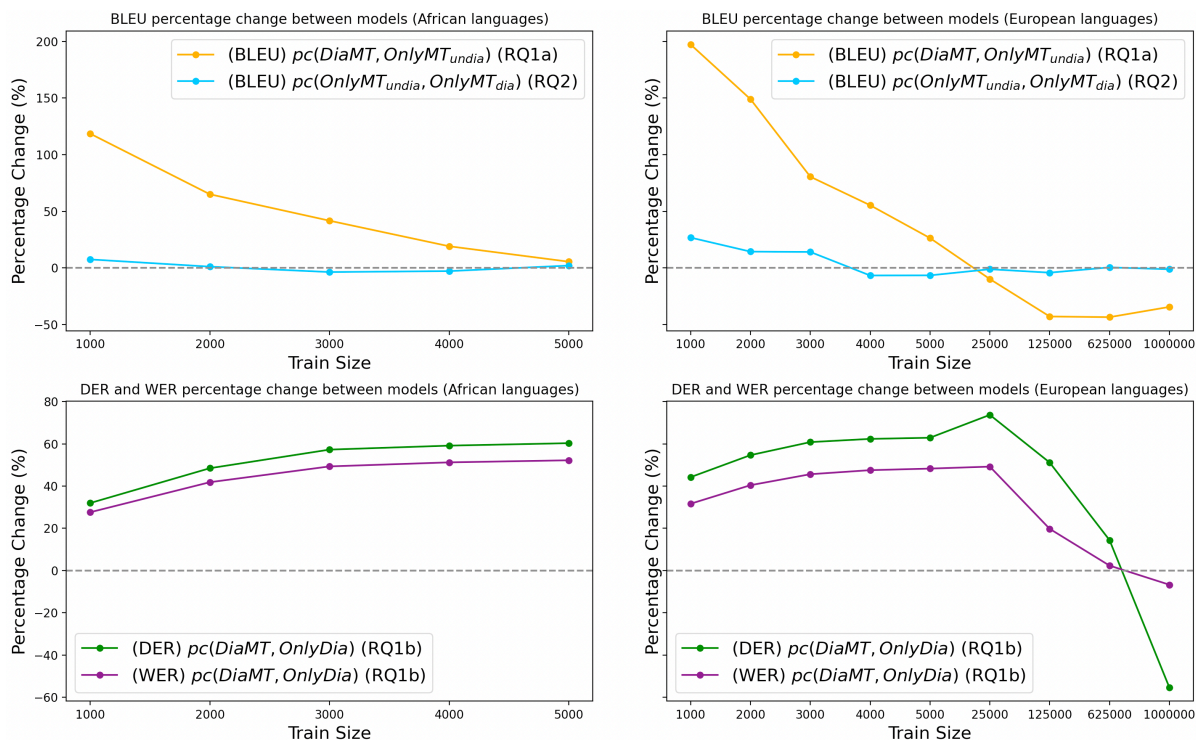 BLEU percentage change between models (African languages)
200
150
100
50
0
−50
Percentage Change (%)
(BLEU) pc(DiaMT, OnlyMT_undia) (RQ1a)
(BLEU) pc(OnlyMT_undia, OnlyMT_dia) (RQ2)
1000 2000 3000 4000 5000
Train Size
BLEU percentage change between models (European languages)
Percentage Change (%)
(BLEU) pc(DiaMT, OnlyMT_undia) (RQ1a)
(BLEU) pc(OnlyMT_undia, OnlyMT_dia) (RQ2)
1000 2000 3000 4000 5000 25000 125000 625000 1000000
Train Size
DER and WER percentage change between models (African languages)
80
60
40
20
0
−20
−40
−60
Percentage Change (%)
(DER) pc(DiaMT, OnlyDia) (RQ1b)
(WER) pc(DiaMT, OnlyDia) (RQ1b)
1000 2000 3000 4000 5000
Train Size
DER and WER percentage change between models (European languages)
Percentage Change (%)
(DER) pc(DiaMT, OnlyDia) (RQ1b)
(WER) pc(DiaMT, OnlyDia) (RQ1b)
1000 2000 3000 4000 5000 25000 125000 625000 1000000
Train Size